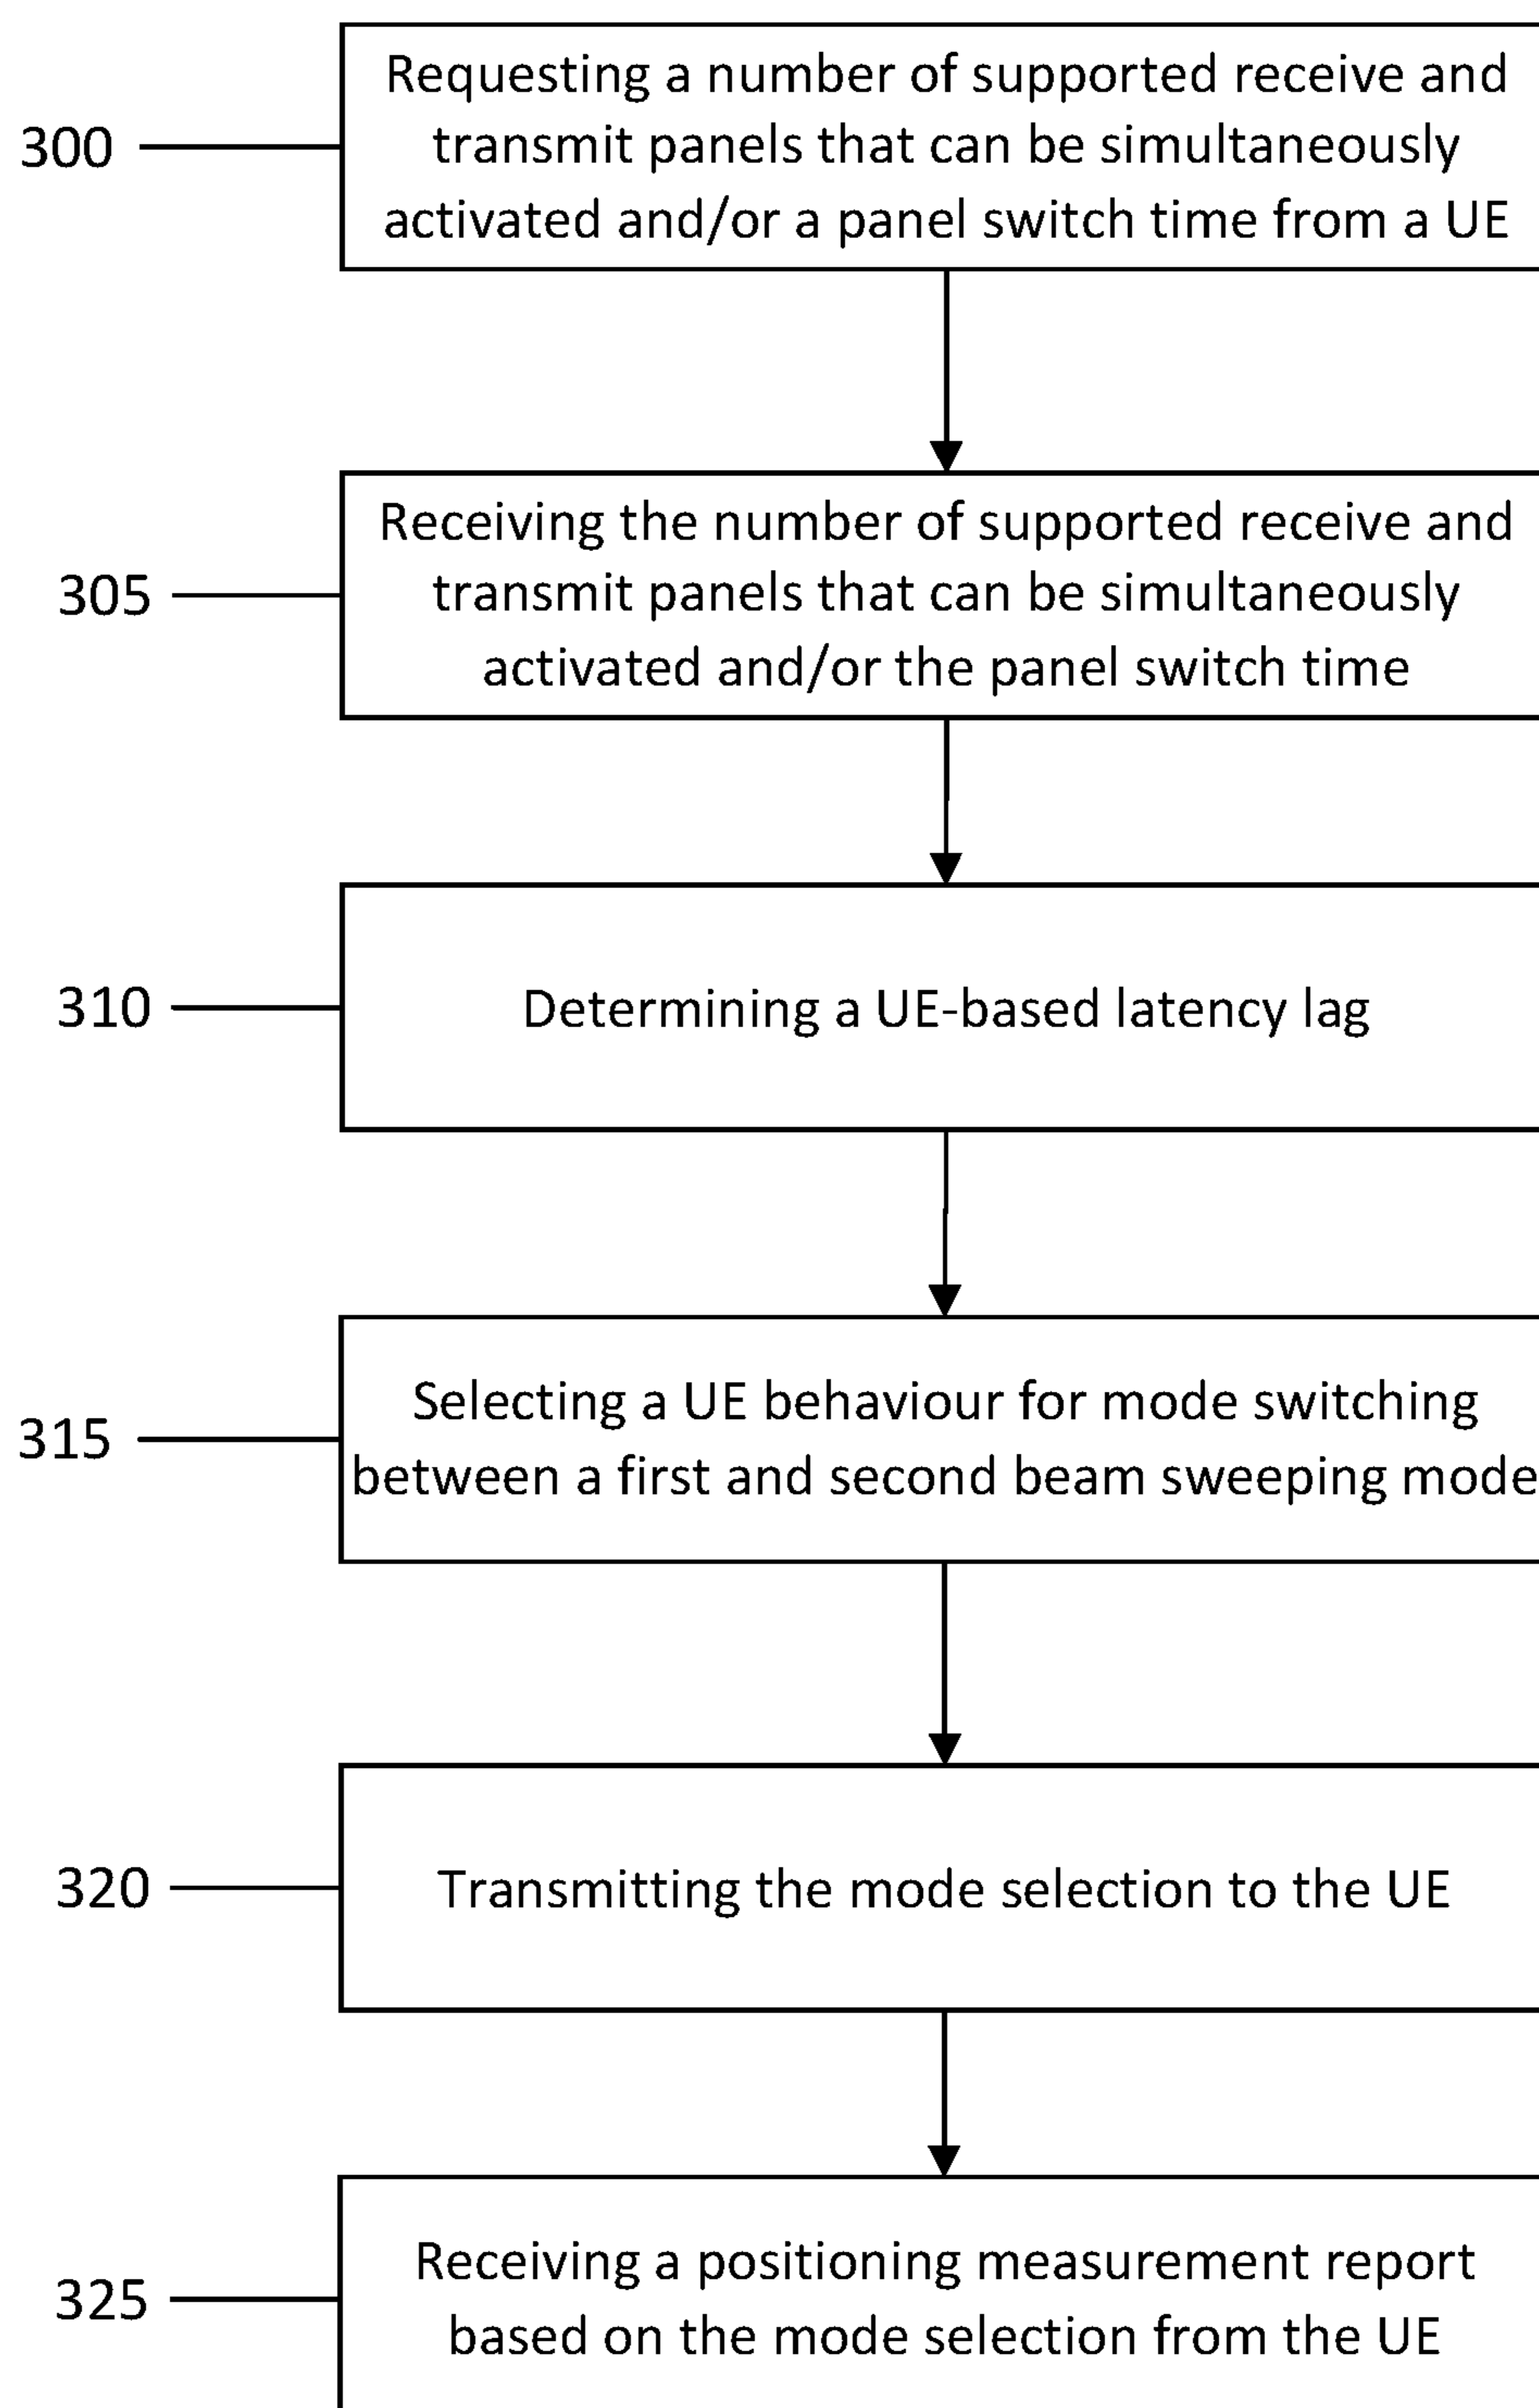 Requesting a number of supported receive and
300
transmit panels that can be simultaneously
activated and/or a panel switch time from a UE
Receiving the number of supported receive and
305
transmit panels that can be simultaneously
activated and/or the panel switch time
310
Determining a UE-based latency lag
315
Selecting a UE behaviour for mode switching
between a first and second beam sweeping mode
320
Transmitting the mode selection to the UE
325
Receiving a positioning measurement report
based on the mode selection from the UE